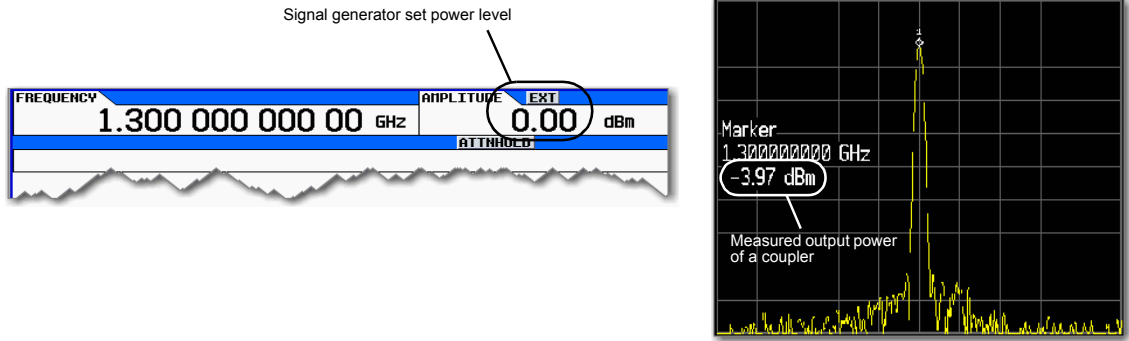 Signal generator set power level
FREQUENCY
AMPLITUDE EXT
1.300 000 000 00 GHz
0.00 dBm
ATTNHOLD
1
Marker
1.300000000 GHz
-3.97 dBm
Measured output power
of a coupler